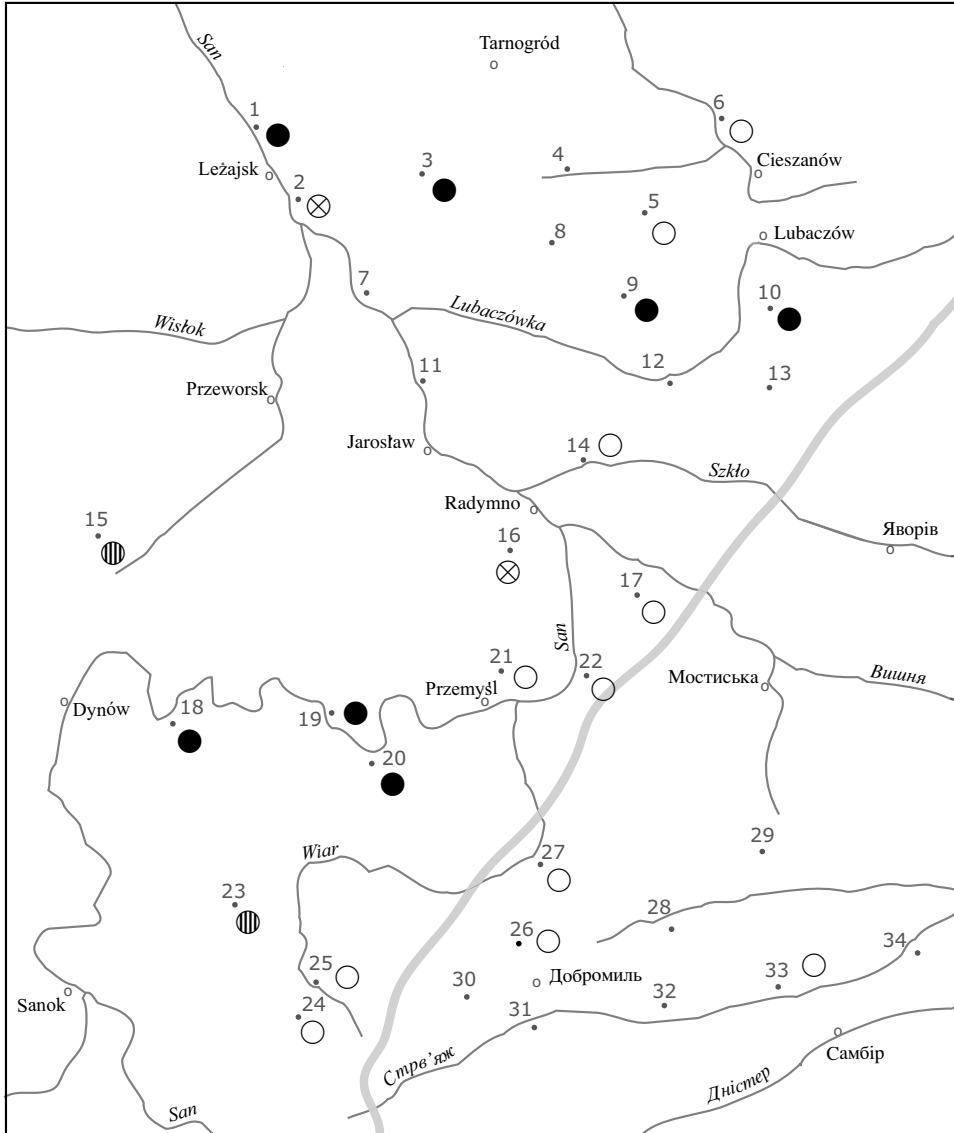 San
Tarnogród
1
6
3
4
Leżajsk
Cieszanów
2
5
8
Lubaczów
7
9
10
Lubaczówka
Wisłok
11
12
13
Przeworsk
Jarosław
14
Szkło
Radymno
15
16
Яворів
17
San
21
22
Przemyśl
Мостиська
Вишня
Dynów
18
19
20
Wiar
27
29
23
28
26
25
30
Добромиль
33
34
Sanok
24
31
32
Стрв’яж
Самбір
Дністер
San